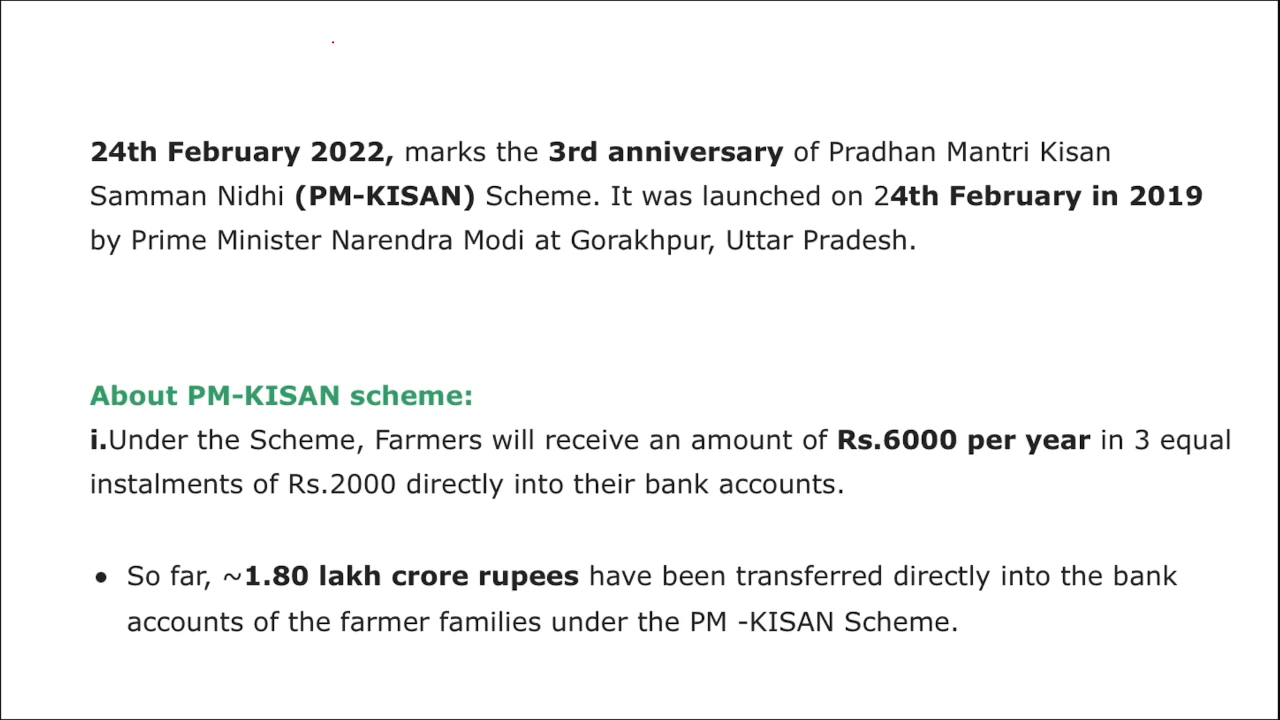 24th February 2022, marks the 3rd anniversary of Pradhan Mantri Kisan
Samman Nidhi (PM-KISAN) Scheme. It was launched on 24th February in 2019
by Prime Minister Narendra Modi at Gorakhpur, Uttar Pradesh.
About PM-KISAN scheme:
i.Under the Scheme, Farmers will receive an amount of Rs.6000 per year in 3 equal
instalments of Rs.2000 directly into their bank accounts.
• So far, ~1.80 lakh crore rupees have been transferred directly into the bank
accounts of the farmer families under the PM -KISAN Scheme.